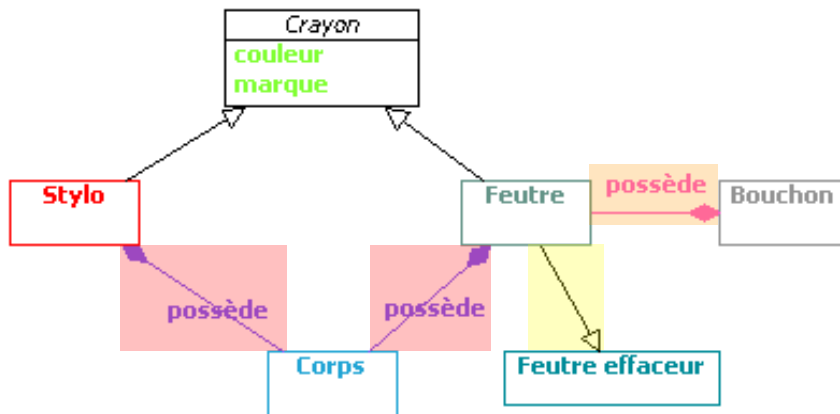 Crayon
couleur
marque
Stylo
Feutre
possède
Bouchon
possède
possède
Corps
Feutre effaceur